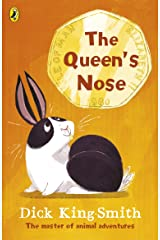 The Queen's
Nose
Dick King-Smith
The master of animal adventures